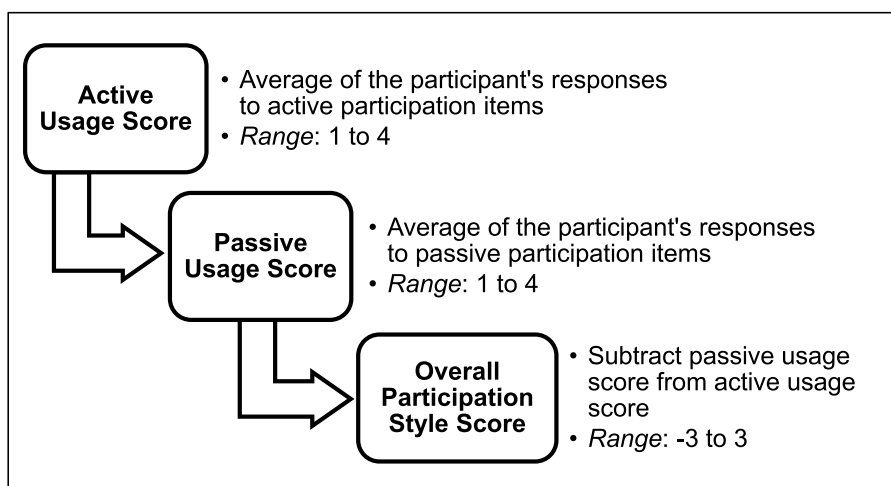 Active
Usage Score
• Average of the participant's responses
to active participation items
• Range: 1 to 4
Passive
Usage Score
• Average of the participant's responses
to passive participation items
• Range: 1 to 4
Overall
Participation
Style Score
• Subtract passive usage
score from active usage
score
• Range: -3 to 3